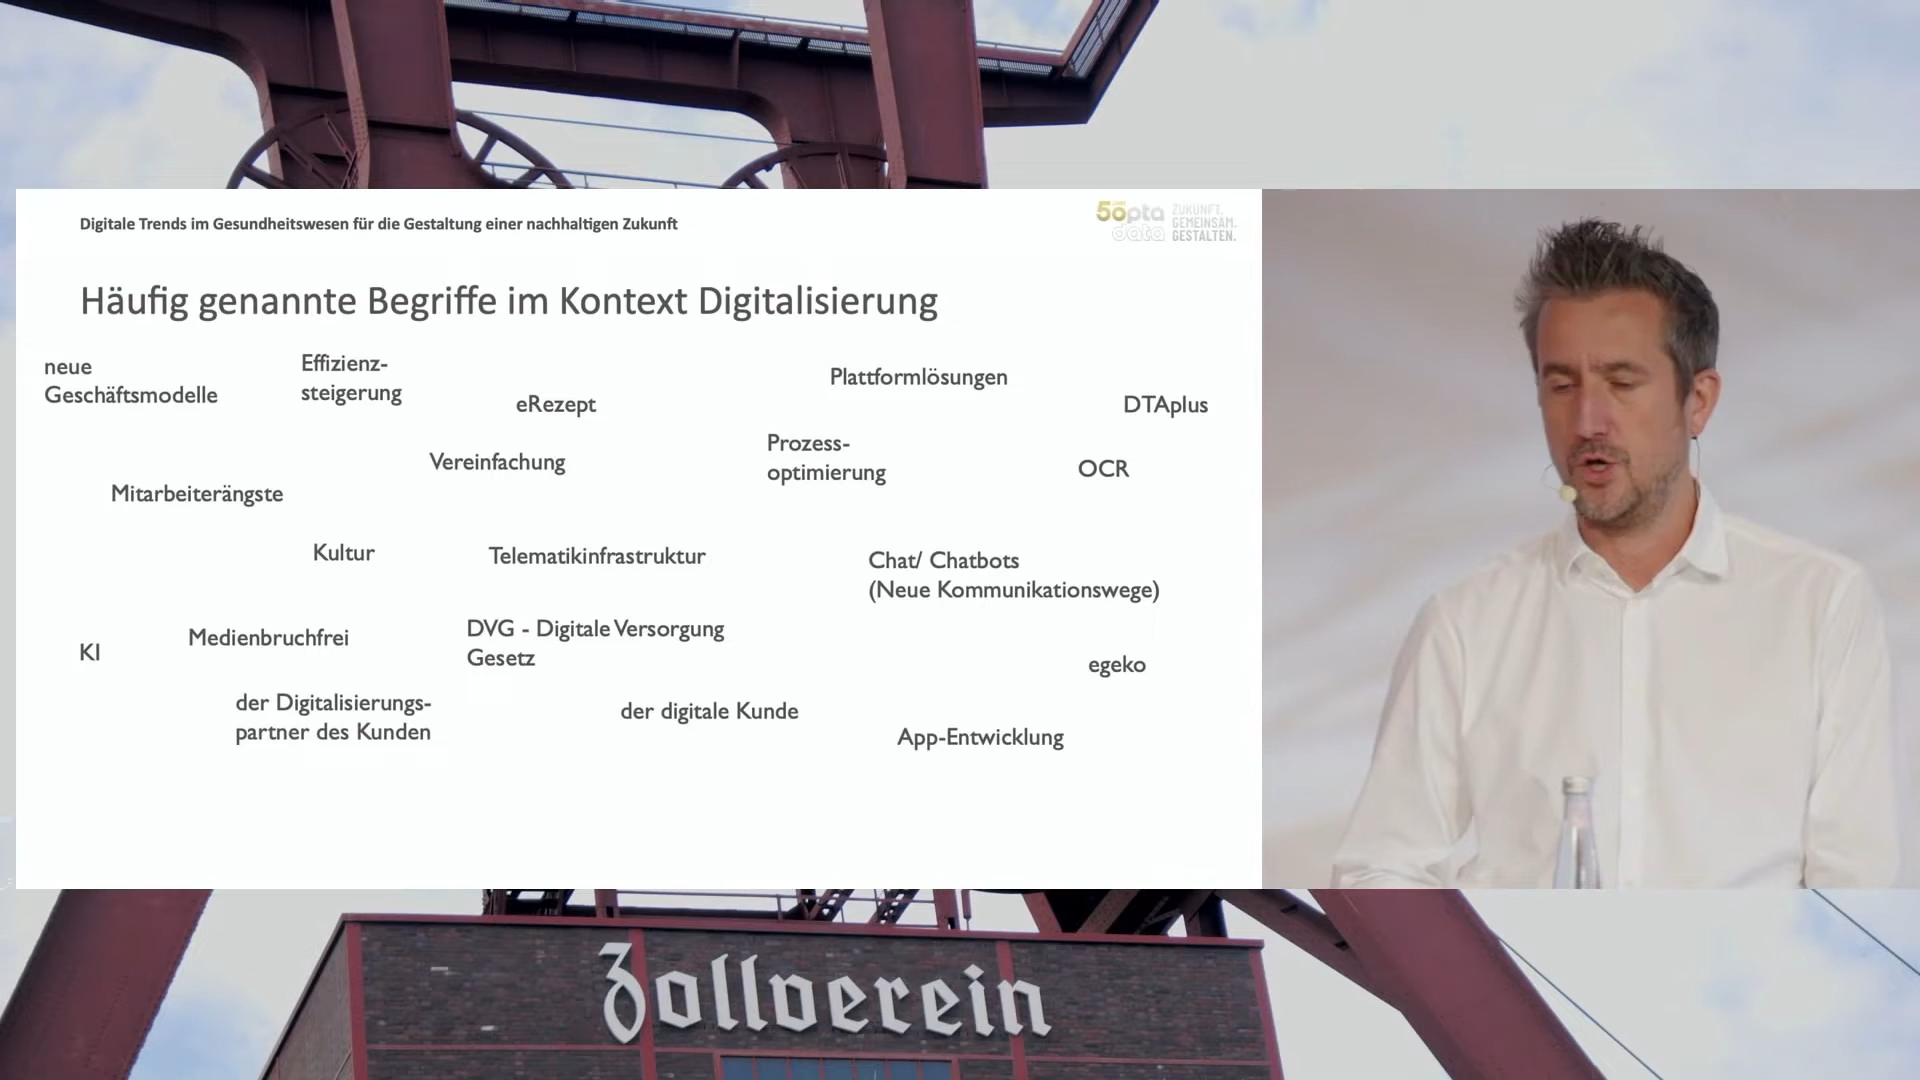 Digitale Trends im Gesundheitswesen für die Gestaltung einer nachhaltigen Zukunft
50pta
data
ZUKUNFT.
GEMEINSAM.
GESTALTEN.
Häufig genannte Begriffe im Kontext Digitalisierung
neue
Geschäftsmodelle
Effizienz-
steigerung
eRezept
Plattformlösungen
DTAplus
Vereinfachung
Prozess-
optimierung
OCR
Mitarbeiterängste
Kultur
Telematikinfrastruktur
Chat/ Chatbots
(Neue Kommunikationswege)
KI
Medienbruchfrei
DVG - Digitale Versorgung
Gesetz
egeko
der Digitalisierungs-
partner des Kunden
der digitale Kunde
App-Entwicklung
Zollverein